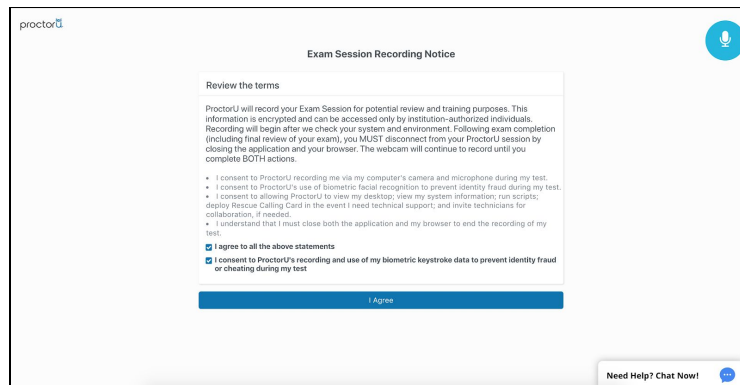 proctorU
Exam Session Recording Notice
Review the terms
ProctorU will record your Exam Session for potential review and training purposes. This
information is encrypted and can be accessed only by institution-authorized individuals.
Recording will begin after we check your system and environment. Following exam completion
(including final review of your exam), you MUST disconnect from your ProctorU session by
closing the application and your browser. The webcam will continue to record until you
complete BOTH actions.
• I consent to ProctorU recording me via my computer's camera and microphone during my test.
• I consent to ProctorU's use of biometric facial recognition to prevent identity fraud during my test.
• I consent to allowing ProctorU to view my desktop; view my system information; run scripts;
deploy Rescue Calling Card in the event I need technical support; and invite technicians for
collaboration, if needed.
• I understand that I must close both the application and my browser to end the recording of my
test.
I agree to all the above statements
I consent to ProctorU's recording and use of my biometric keystroke data to prevent identity fraud
or cheating during my test
I Agree
Need Help? Chat Now!